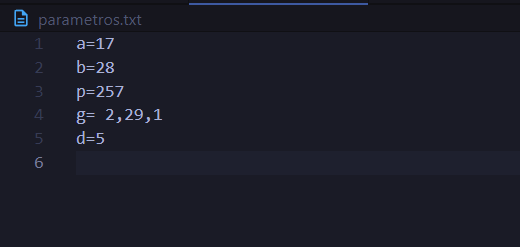 parametros.txt
1 a=17
2 b=28
3 p=257
4 g= 2,29,1
5 d=5
6